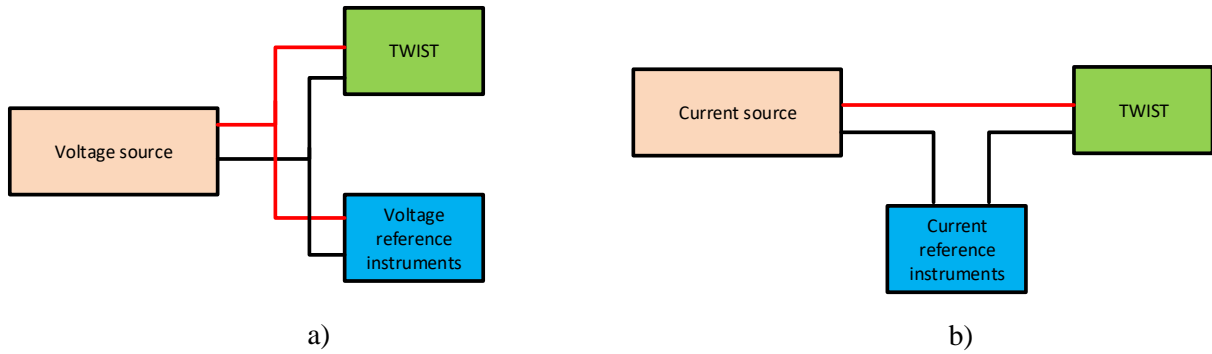 TWIST
Voltage source
Voltage
reference
instruments
a)
Current source
TWIST
Current
reference
instruments
b)